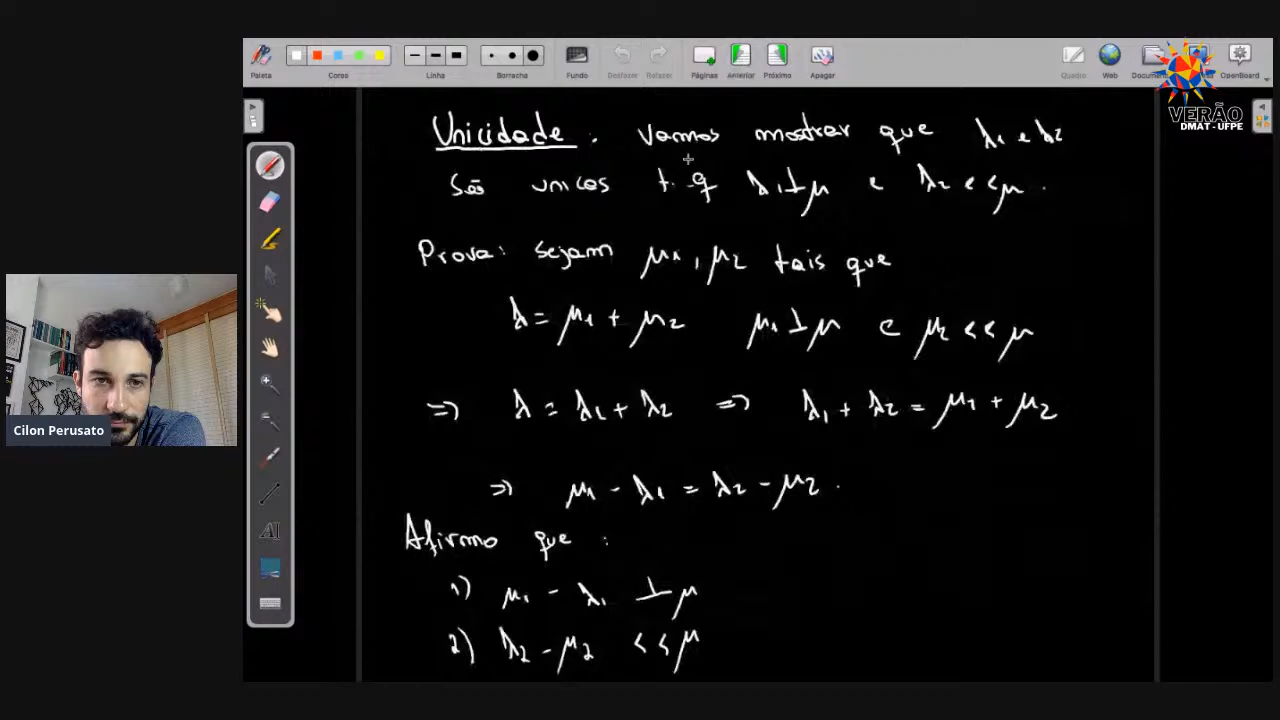 Paleta Cores Linha Borracha Fundo Desfazer Refazer Páginas Anterior Próximo Apagar Quadro Web OpenBoard
VERÃO
DMAT - UFPE
Unicidade: Vamos mostrar que λ1 e λ2
São unicos t.q λ1 ⊥ μ e λ2 << μ.
Prova: sejam μ1, μ2 tais que
λ = μ1 + μ2 μ1 ⊥ μ e μ2 << μ
=> λ = λ1 + λ2 => λ1 + λ2 = μ1 + μ2
=> μ1 - λ1 = λ2 - μ2.
Afirmo que :
1) μ1 - λ1 ⊥ μ
2) λ2 - μ2 << μ
Cilon Perusato